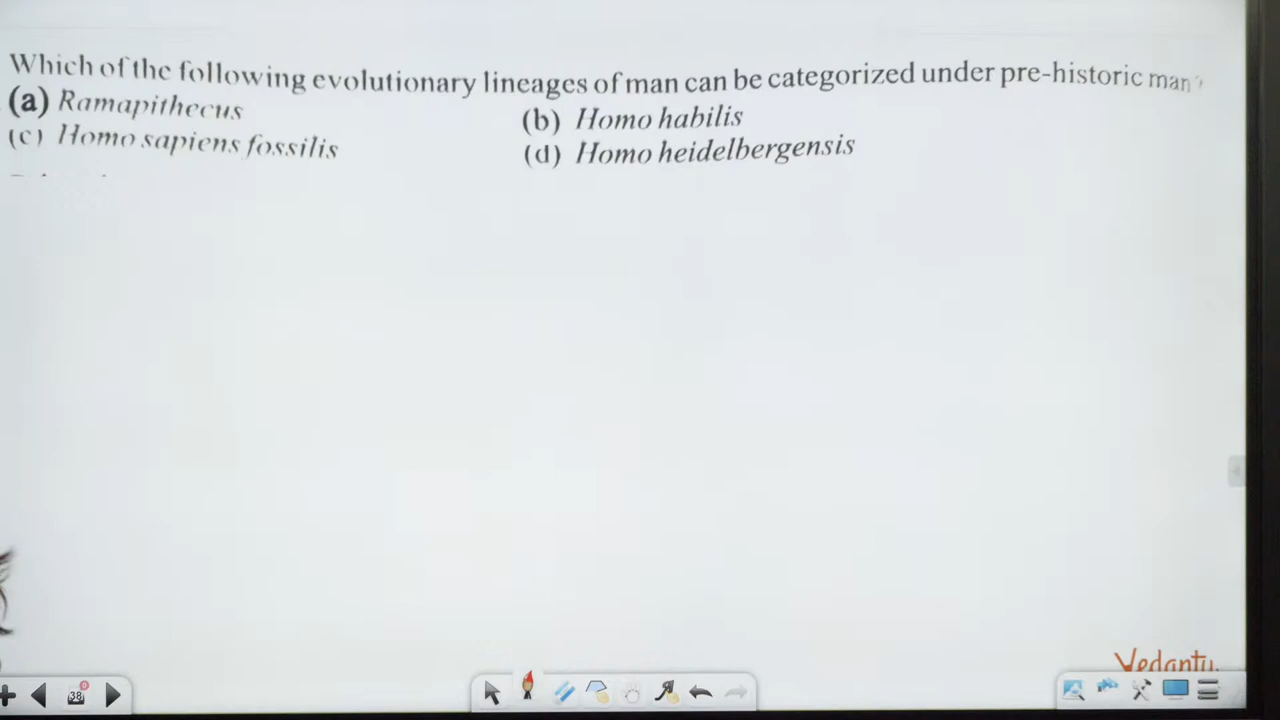 Which of the following evolutionary lineages of man can be categorized under pre-historic man?
(a) Ramapithecus (b) Homo habilis
(c) Homo sapiens fossilis (d) Homo heidelbergensis
Vedantu
38